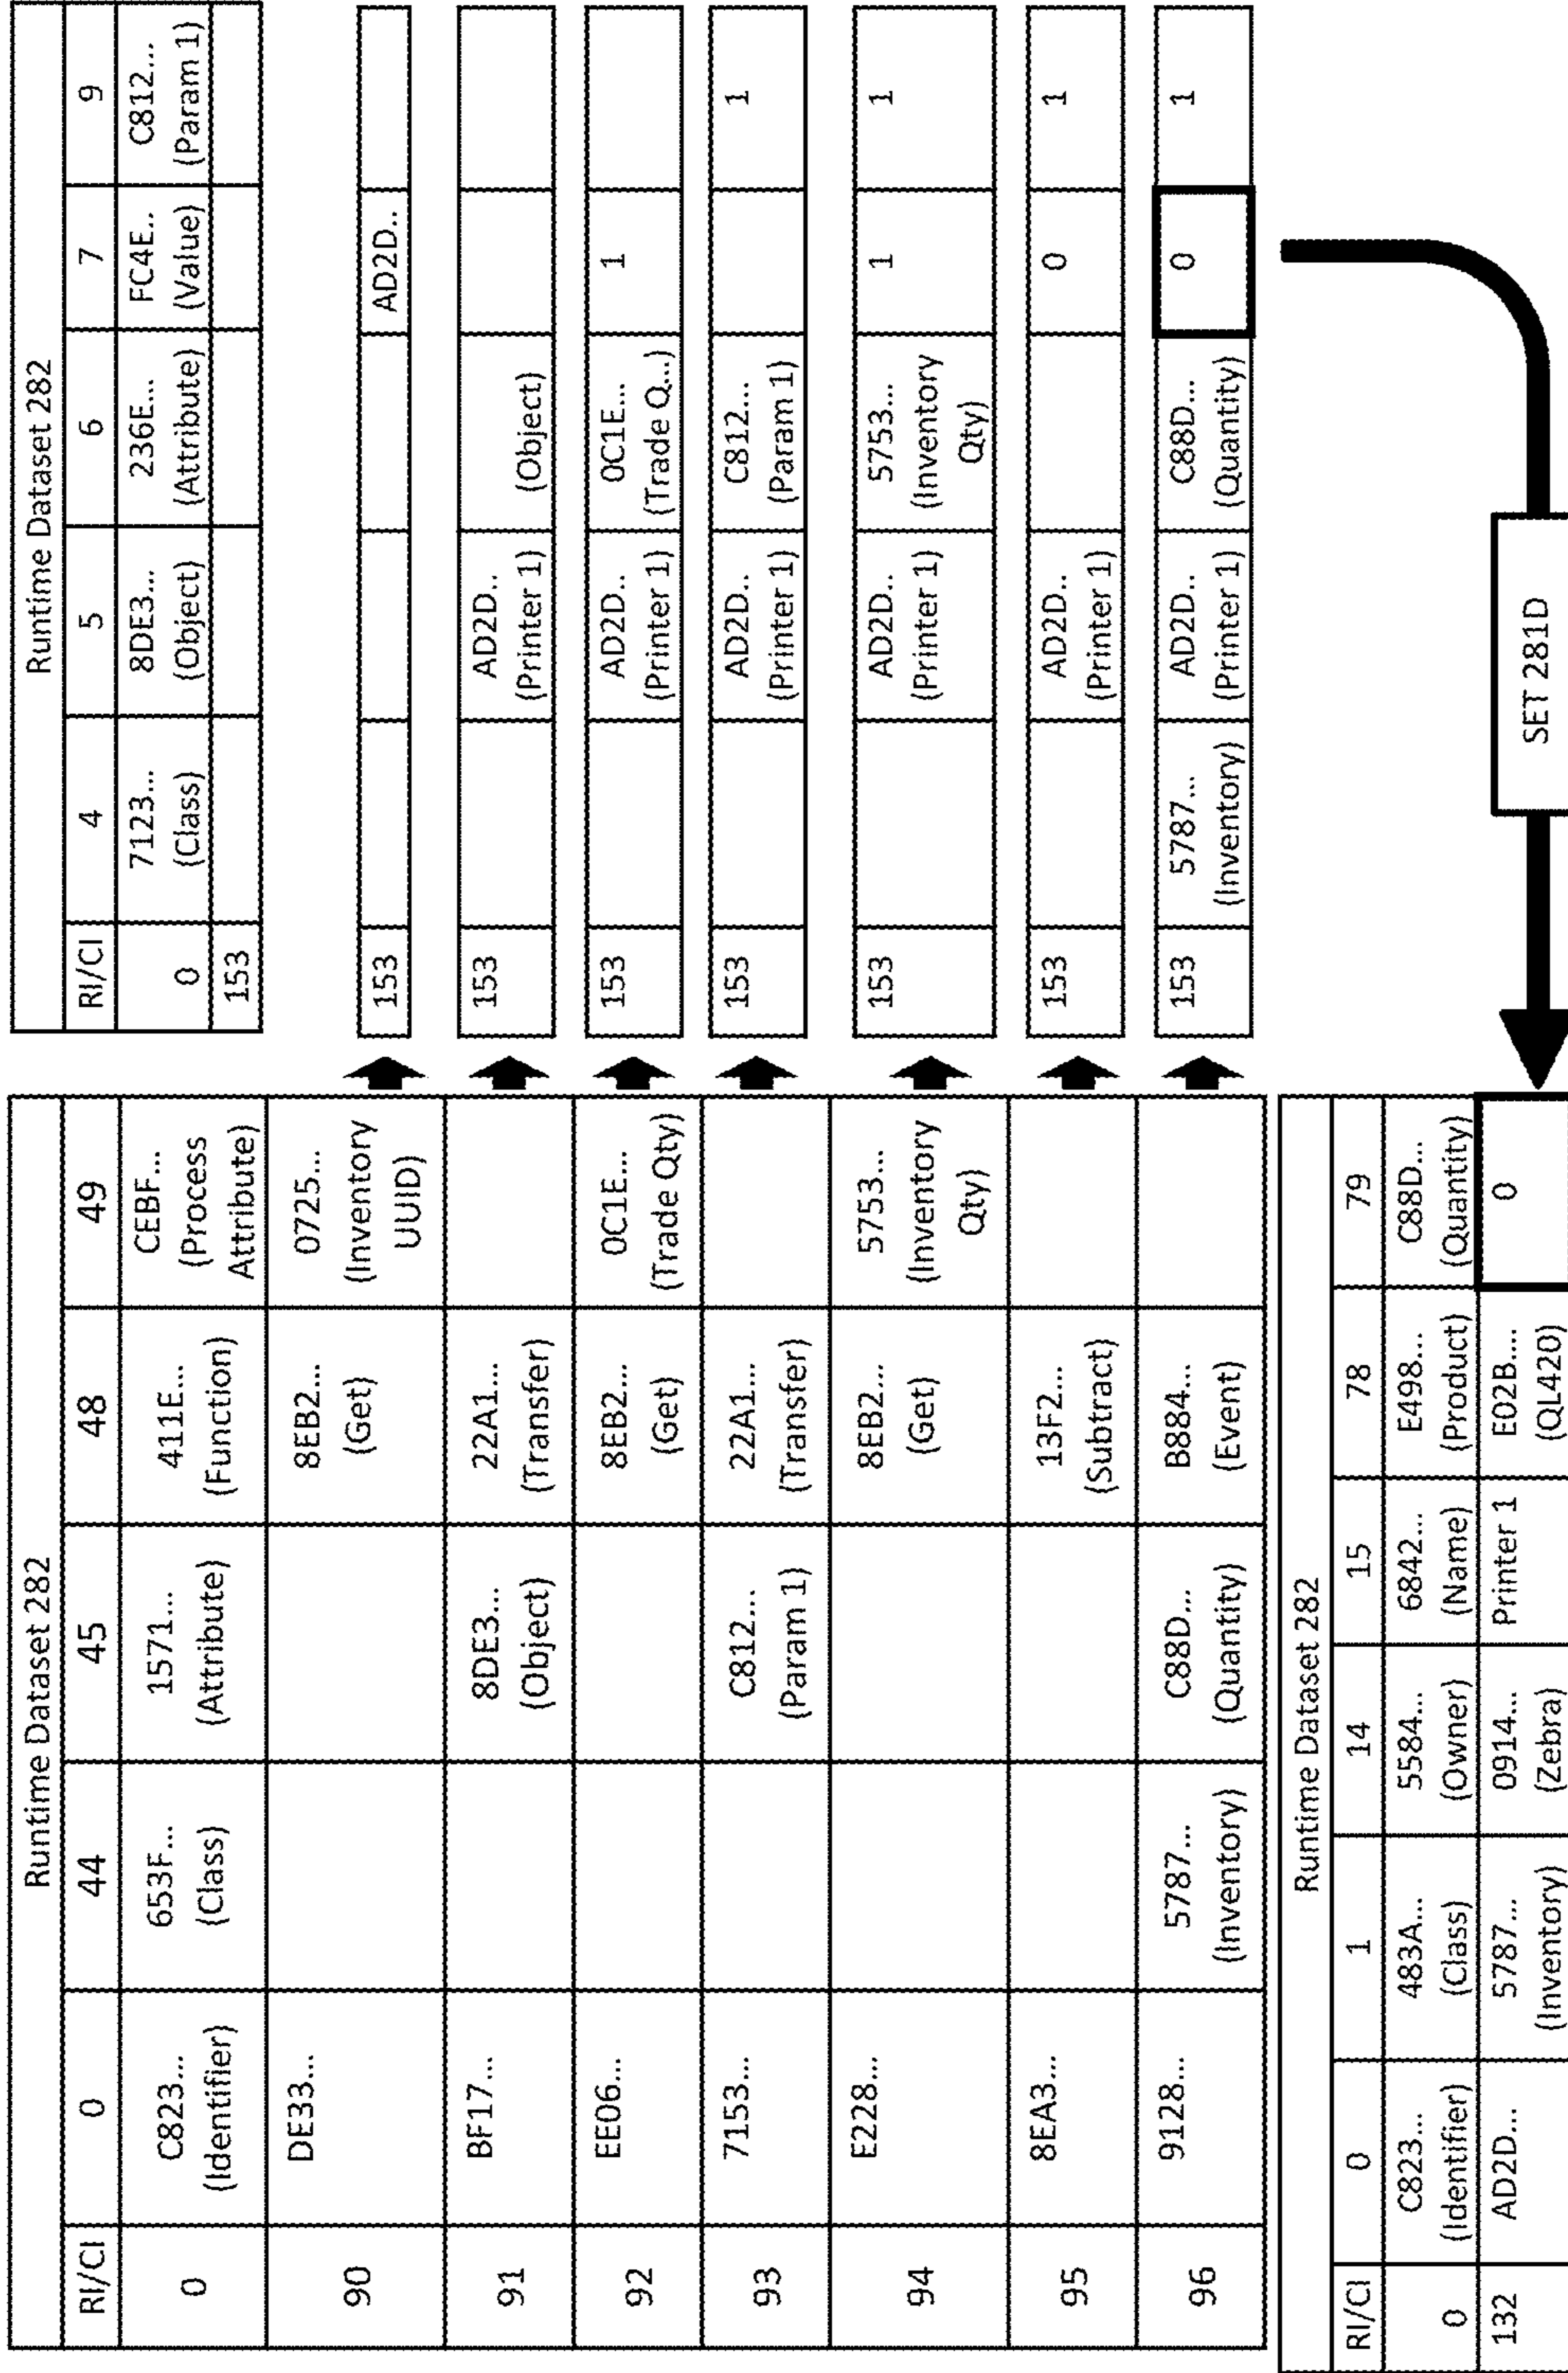 Runtime Dataset 282
RI/CI 0 44 45 48 49
0 C823... 653F... 1571... 411E... CEBF...
(Identifier) (Class) (Attribute) (Function) (Process
Attribute)
90 DE33... 8EB2... 0725...
(Get) (Inventory
UUID)
91 BF17... 8DE3... 22A1...
(Object) (Transfer)
92 EE06... 8EB2... 0C1E...
(Get) (Trade Qty)
93 7153... C812... 22A1...
(Param 1) (Transfer)
94 E228... 8EB2... 5753...
(Get) (Inventory
Qty)
95 8EA3... 13F2...
(Subtract)
96 9128... 5787... C88D... B884...
(Inventory) (Quantity) (Event)
Runtime Dataset 282
RI/CI 4 5 6 7 9
0 7123... 8DE3... 236E... FC4E.. C812...
(Class) (Object) (Attribute) (Value) (Param 1)
153
153 AD2D..
153 AD2D..
(Printer 1) (Object)
153 AD2D.. 0C1E... 1
(Printer 1) (Trade Q...)
153 AD2D.. C812... 1
(Printer 1) (Param 1)
153 AD2D.. 5753... 1 1
(Printer 1) (Inventory
Qty)
153 AD2D.. 0 1
(Printer 1)
153 5787... AD2D.. C88D... 0 1
(Inventory) (Printer 1) (Quantity)
Runtime Dataset 282
RI/CI 0 1 14 15 78 79
0 C823... 483A... 5584... 6842... E498... C88D...
(Identifier) (Class) (Owner) (Name) (Product) (Quantity)
132 AD2D... 5787... 0914... Printer 1 E02B.... 0
(Inventory) (Zebra) (QL420)
SET 281D